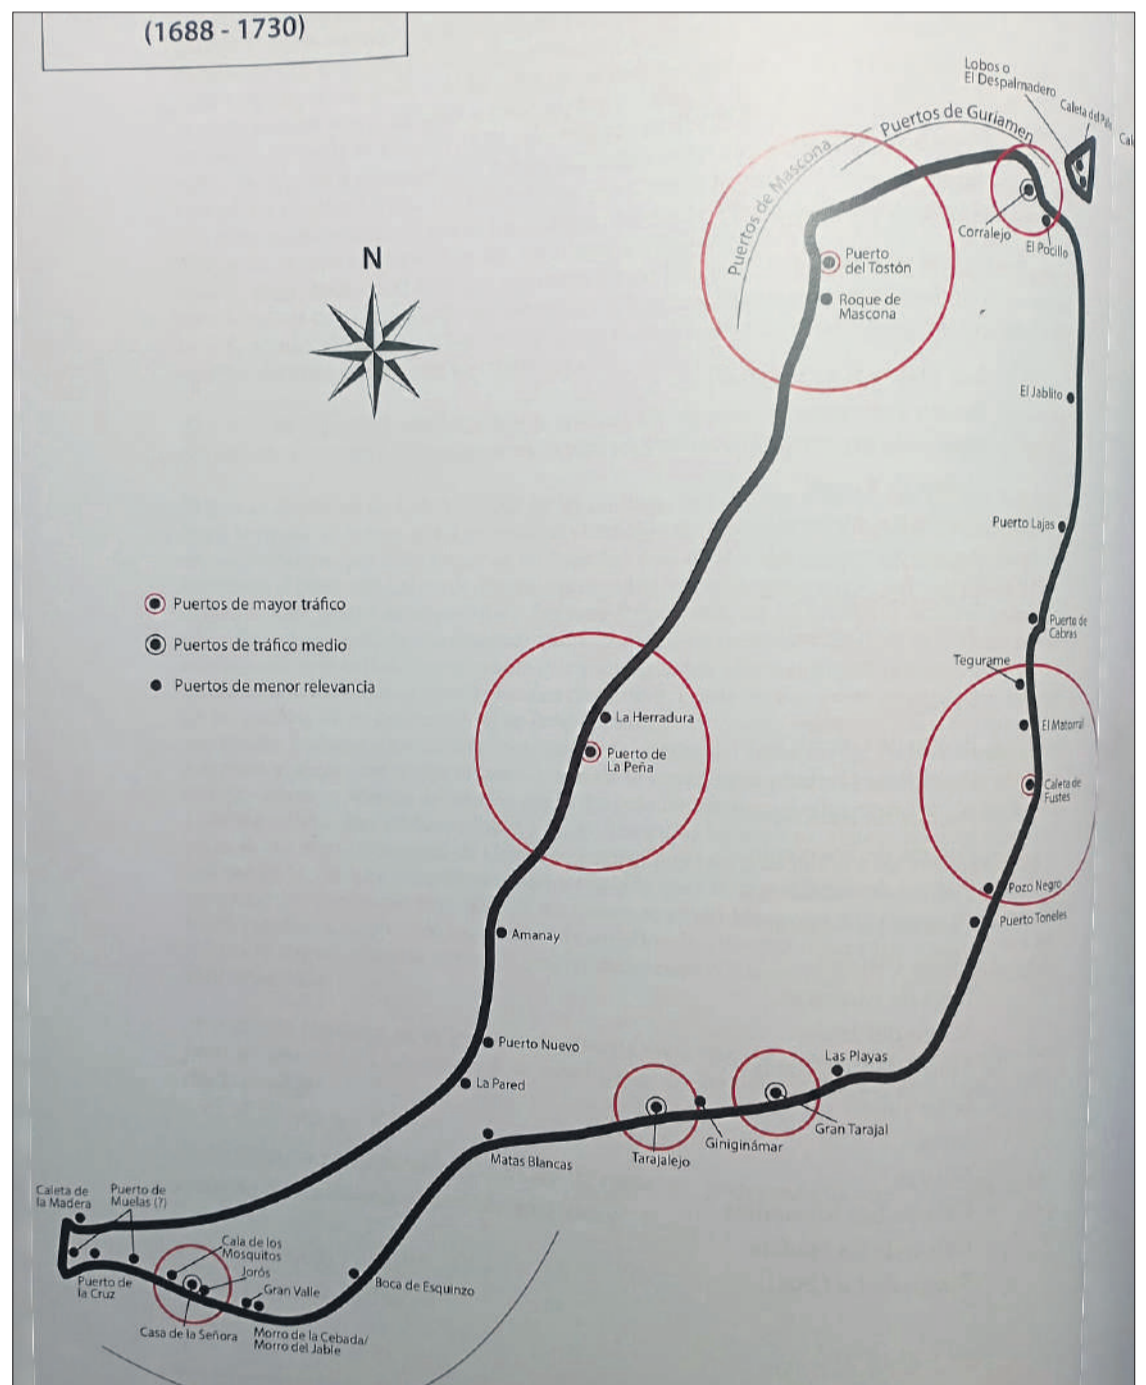 (1688 - 1730)
Lobos o
El Despalmadero
Caleta del
Puertos de Guriamen
Puertos de Mascona
Corralejo
El Pocillo
N
Puerto
del Tostón
Roque de
Mascona
El Jablito
Puerto Lajas
Puertos de mayor tráfico
Puertos de tráfico medio
Puertos de menor relevancia
Puerto de
Cabras
Tegurame
La Herradura
El Matorral
Puerto de
La Peña
Caleta de
Fustes
Pozo Negro
Puerto Toneles
Amanay
Puerto Nuevo
Las Playas
La Pared
Gran Tarajal
Giniginámar
Tarajalejo
Matas Blancas
Caleta de
la Madera
Puerto de
Muelas (?)
Cala de los
Mosquitos
Jorós
Gran Valle
Boca de Esquinzo
Puerto de
la Cruz
Casa de la Señora
Morro de la Cebada/
Morro del Jable